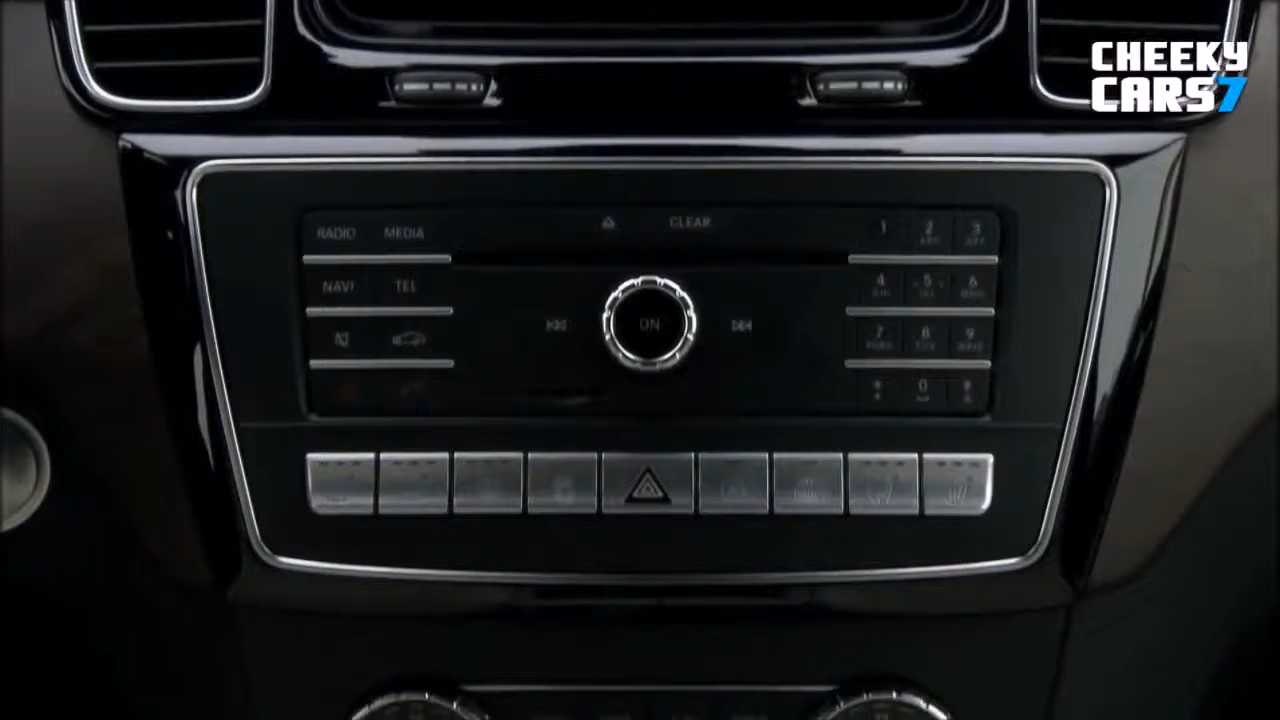 CHEEKY
CARS7
CLEAR
RADIO MEDIA
1 2 3
NAVI TEL
4 5 6
ON
7 8 9
* 0 #